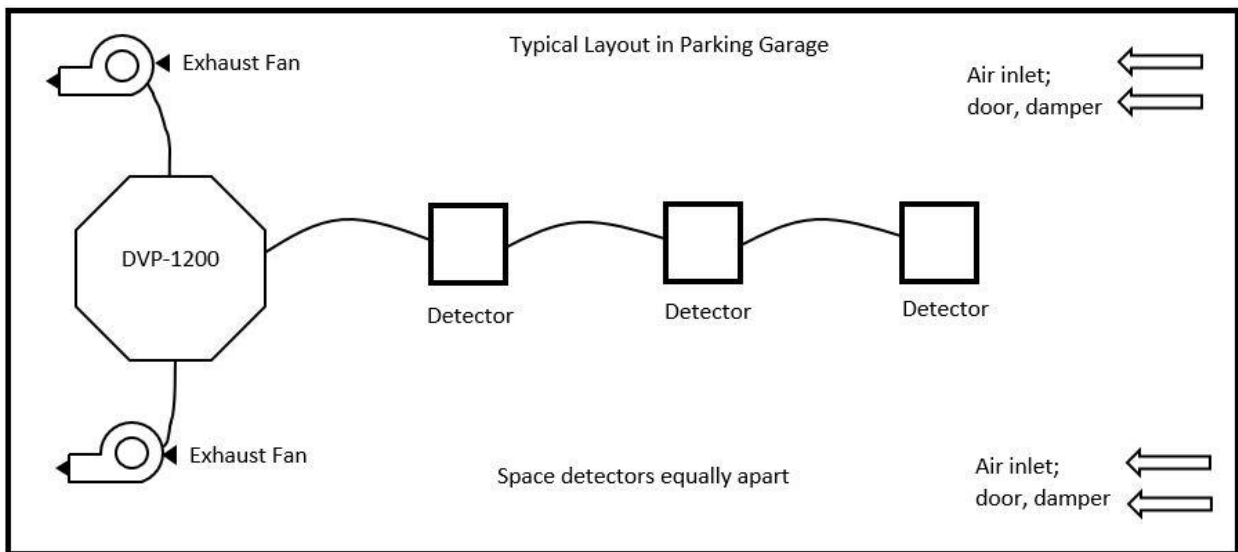 Typical Layout in Parking Garage
Exhaust Fan
Air inlet;
door, damper
DVP-1200
Detector
Detector
Detector
Exhaust Fan
Space detectors equally apart
Air inlet;
door, damper